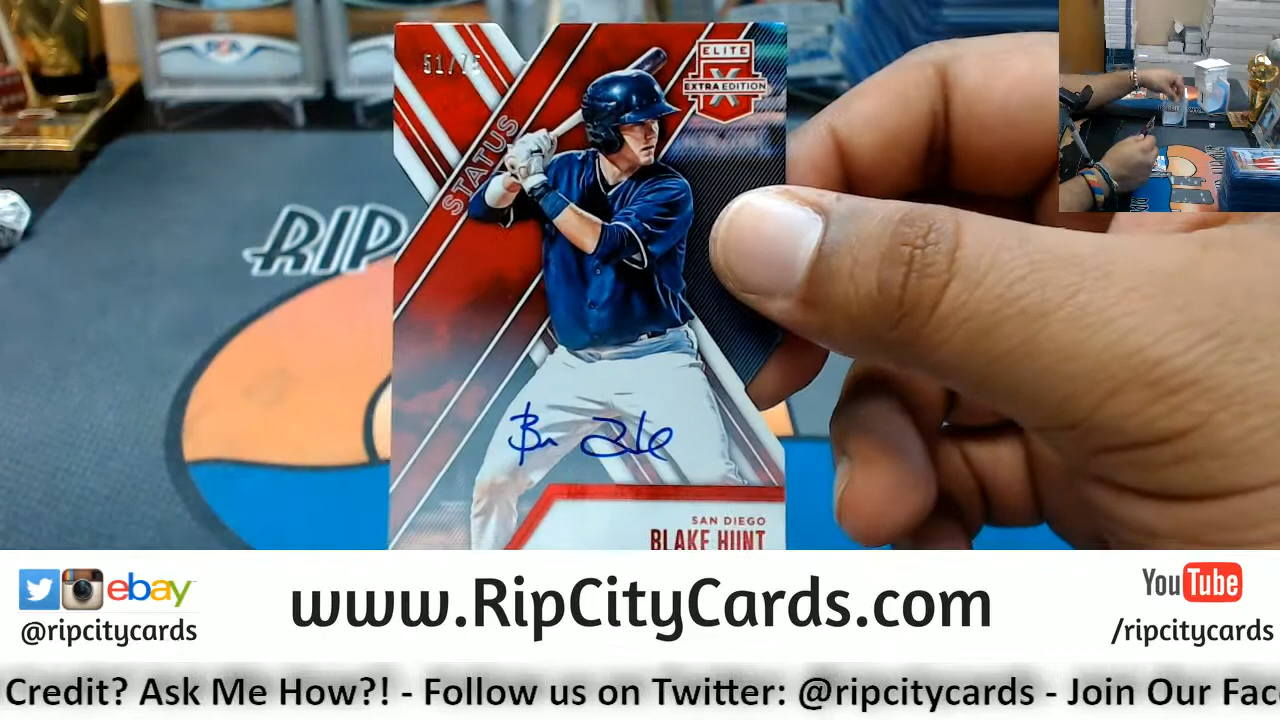 51/75
ELITE
X
EXTRA EDITION
STATUS
RIP
SAN DIEGO
BLAKE HUNT
ebay
@ripcitycards
www.RipCityCards.com
YouTube
/ripcitycards
Credit? Ask Me How?! - Follow us on Twitter: @ripcitycards - Join Our Fac